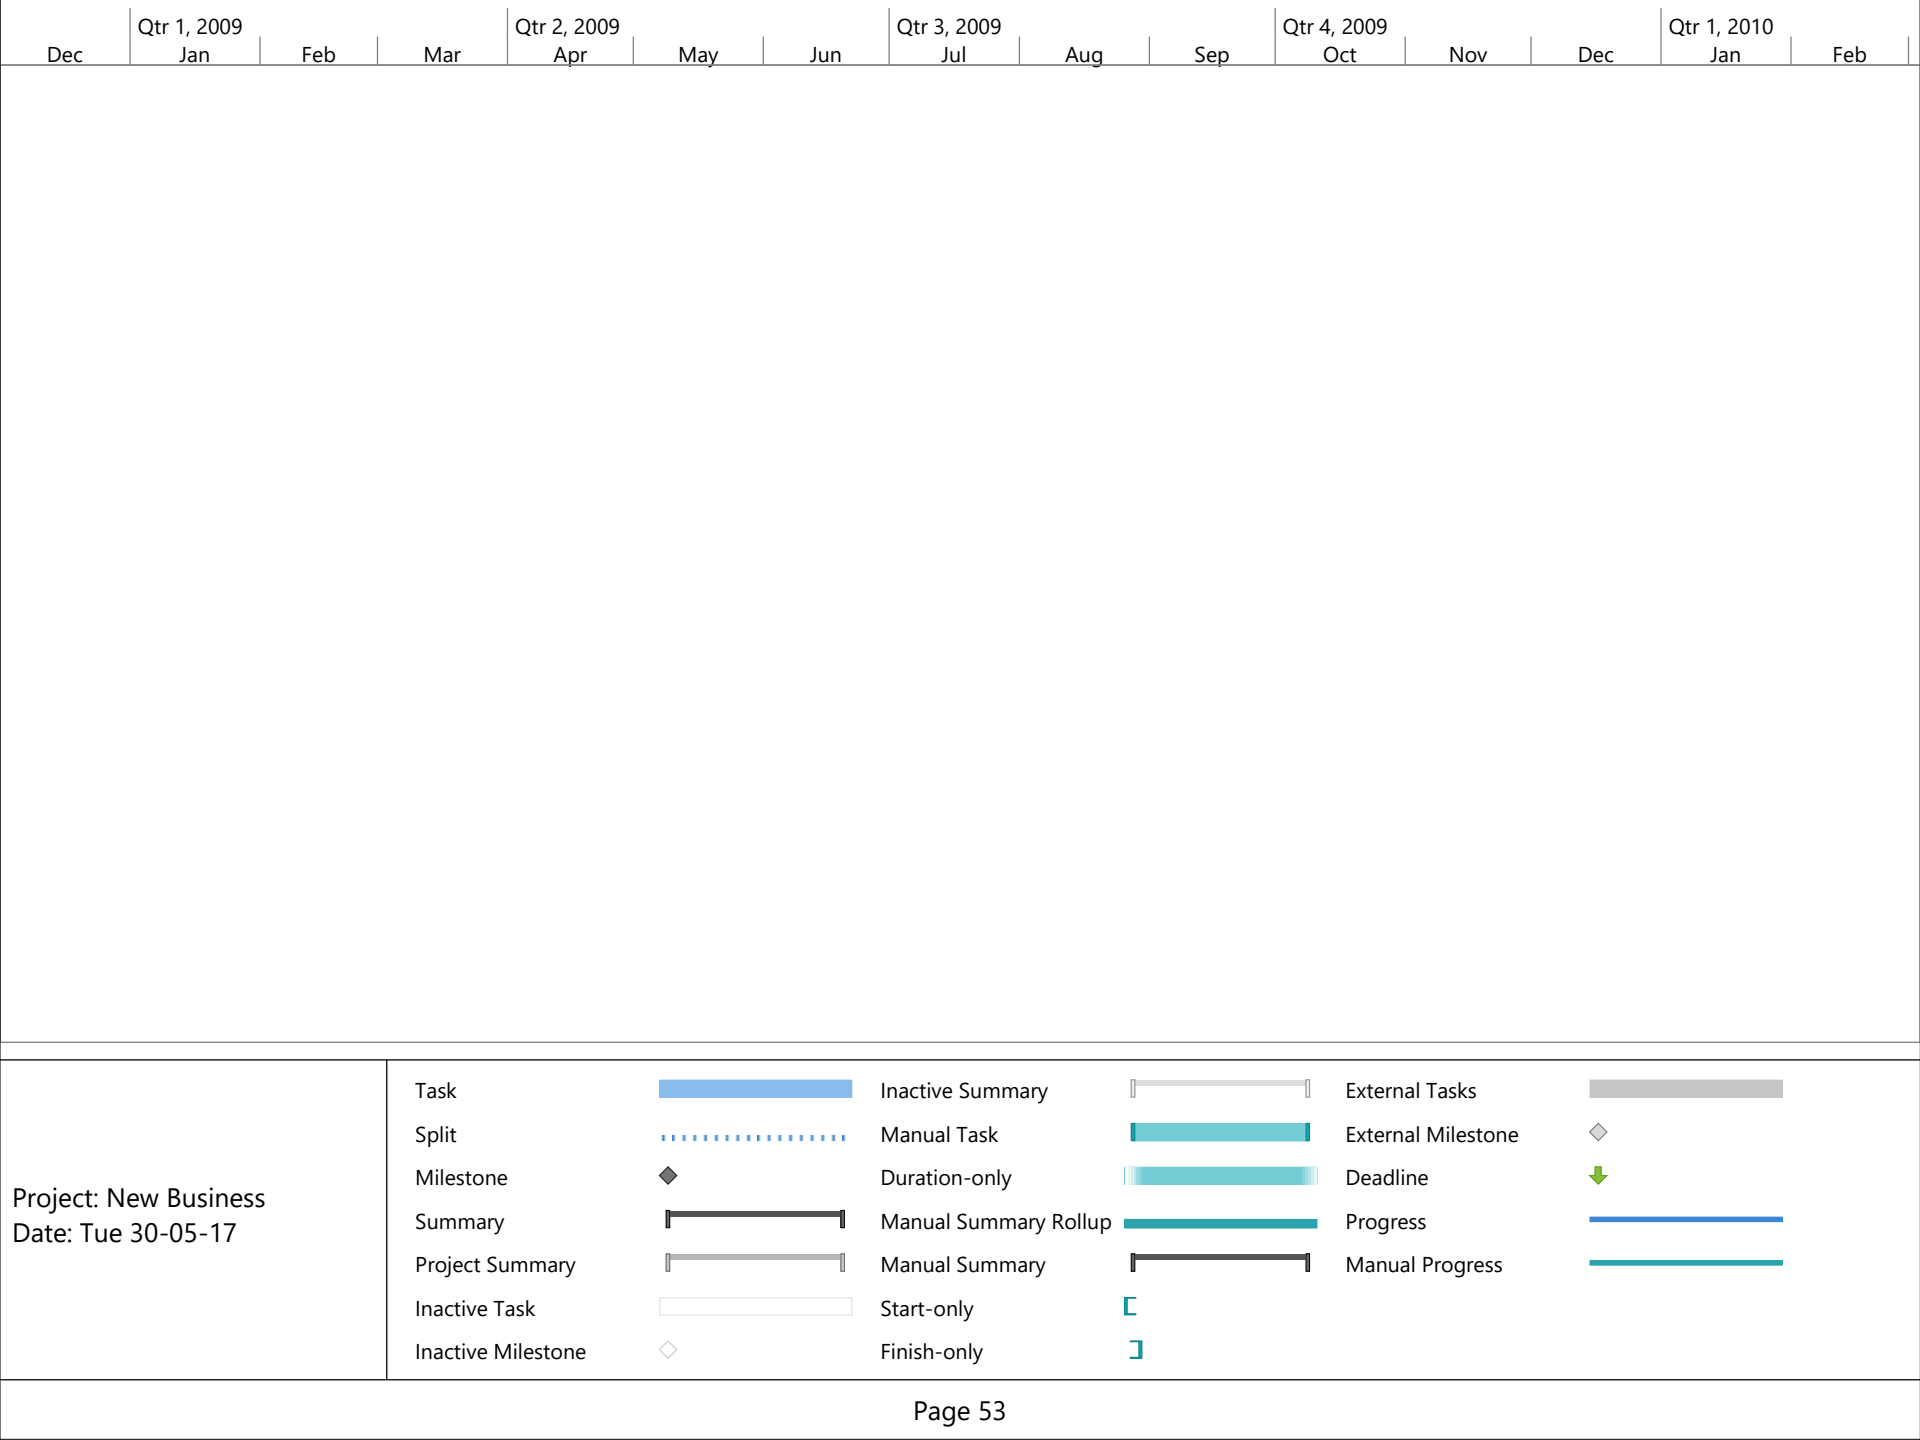 Qtr 1, 2009 Qtr 2, 2009 Qtr 3, 2009 Qtr 4, 2009 Qtr 1, 2010
Dec Jan Feb Mar Apr May Jun Jul Aug Sep Oct Nov Dec Jan Feb
Project: New Business
Date: Tue 30-05-17
Task
Split
Milestone
Summary
Project Summary
Inactive Task
Inactive Milestone
Inactive Summary
Manual Task
Duration-only
Manual Summary Rollup
Manual Summary
Start-only
Finish-only
External Tasks
External Milestone
Deadline
Progress
Manual Progress
Page 53